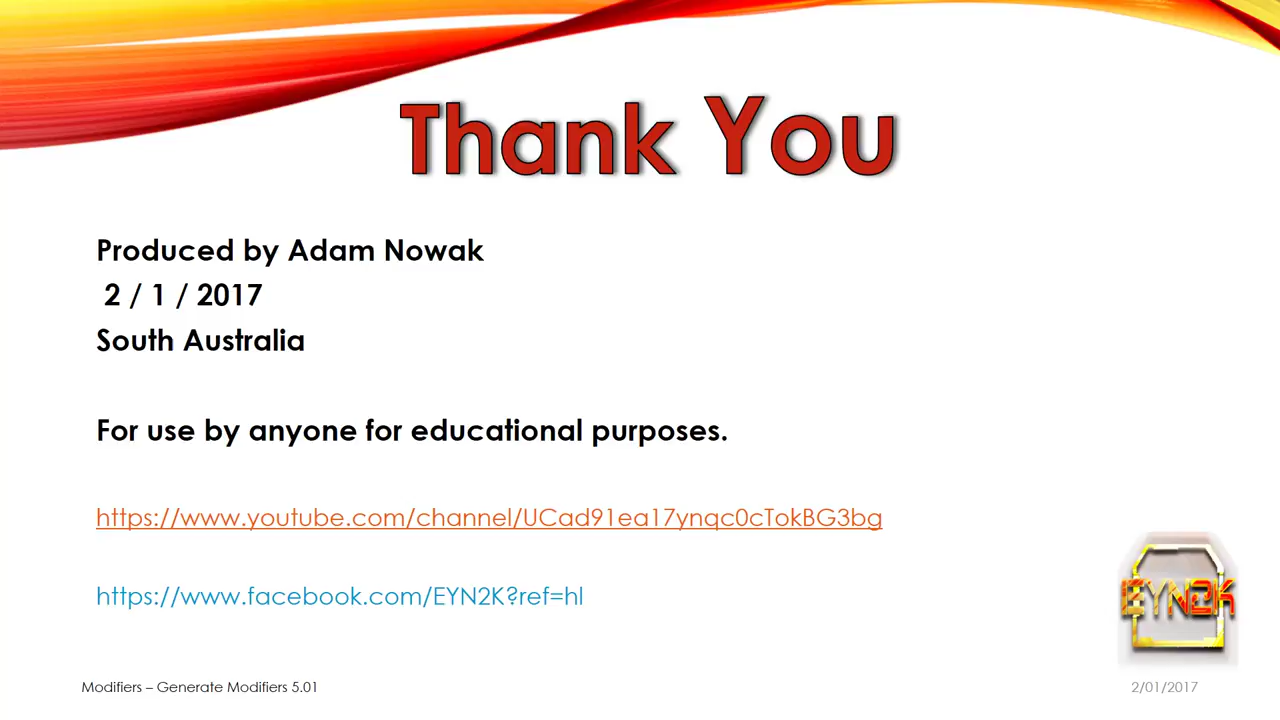 Thank You
Produced by Adam Nowak
2 / 1 / 2017
South Australia
For use by anyone for educational purposes.
https://www.youtube.com/channel/UCad91ea17ynqc0cTokBG3bg
https://www.facebook.com/EYN2K?ref=hl
EYN2K
Modifiers – Generate Modifiers 5.01
2/01/2017